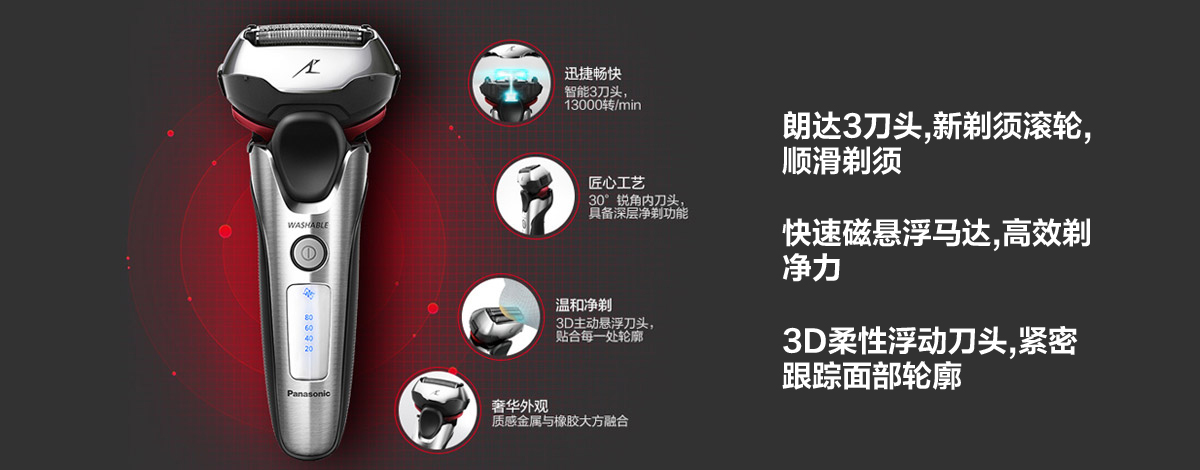 WASHABLE
80
60
40
20
Panasonic
迅捷畅快
智能3刀头,
13000转/min
匠心工艺
30°锐角内刀头,
具备深层净剃功能
温和净剃
3D主动悬浮刀头,
贴合每一处轮廓
奢华外观
质感金属与橡胶大方融合
朗达3刀头,新剃须滚轮,
顺滑剃须
快速磁悬浮马达,高效剃
净力
3D柔性浮动刀头,紧密
跟踪面部轮廓